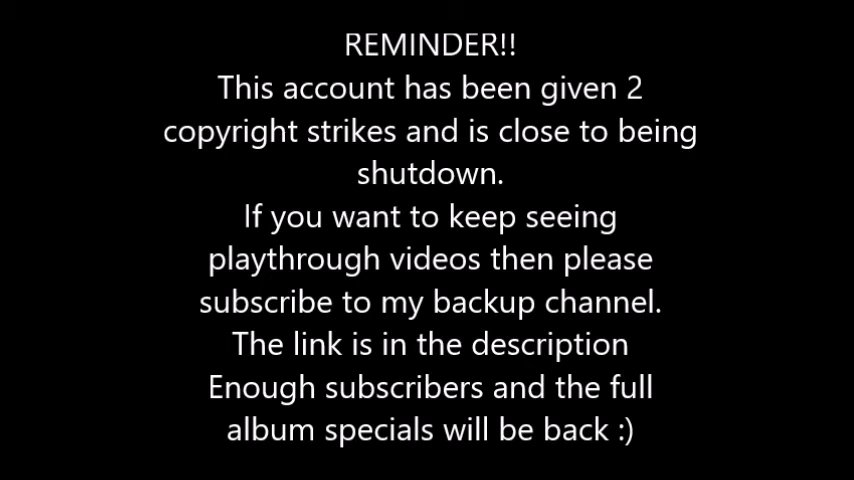 REMINDER!!
This account has been given 2
copyright strikes and is close to being
shutdown.
If you want to keep seeing
playthrough videos then please
subscribe to my backup channel.
The link is in the description
Enough subscribers and the full
album specials will be back :)